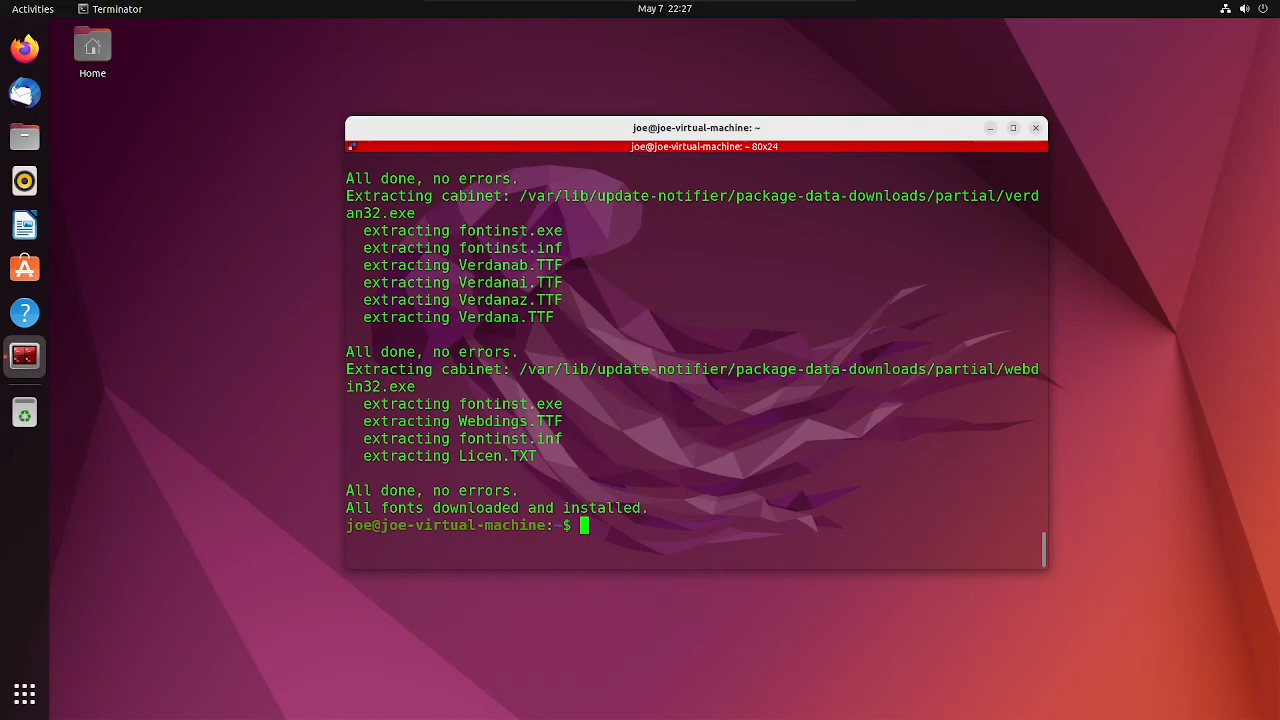 Activities
Terminator
May 7 22:27
Home
joe@joe-virtual-machine: ~
joe@joe-virtual-machine: ~ 80x24
All done, no errors.
Extracting cabinet: /var/lib/update-notifier/package-data-downloads/partial/verd
an32.exe
  extracting fontinst.exe
  extracting fontinst.inf
  extracting Verdanab.TTF
  extracting Verdanai.TTF
  extracting Verdanaz.TTF
  extracting Verdana.TTF
All done, no errors.
Extracting cabinet: /var/lib/update-notifier/package-data-downloads/partial/webd
in32.exe
  extracting fontinst.exe
  extracting Webdings.TTF
  extracting fontinst.inf
  extracting Licen.TXT
All done, no errors.
All fonts downloaded and installed.
joe@joe-virtual-machine:~$